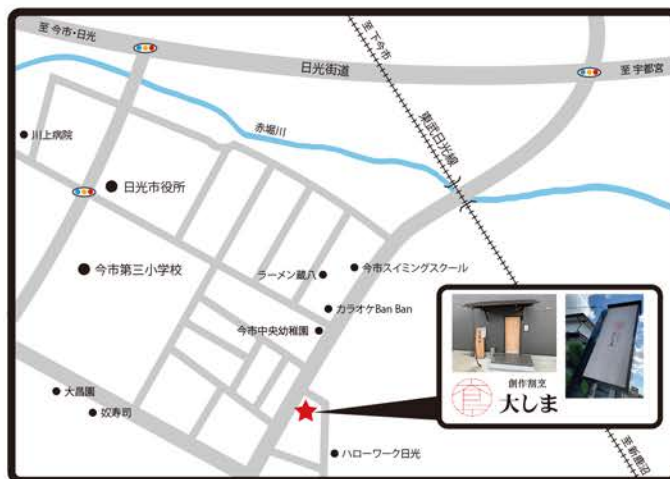 至 今市・日光
日光街道
至 下今市
至 宇都宮
東武日光線
赤堀川
川上病院
日光市役所
今市第三小学校
ラーメン蔵八
今市スイミングスクール
カラオケBan Ban
今市中央幼稚園
大昌園
奴寿司
ハローワーク日光
創作割烹
大しま
至 新鹿沼